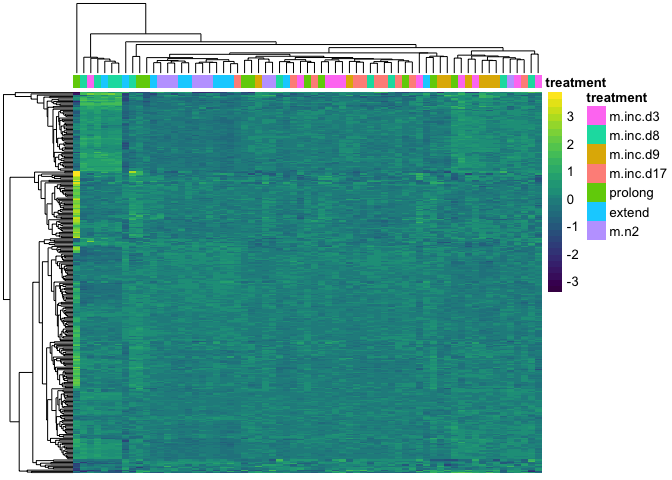 treatment
treatment
3
2
1
0
-1
-2
-3
m.inc.d3
m.inc.d8
m.inc.d9
m.inc.d17
prolong
extend
m.n2